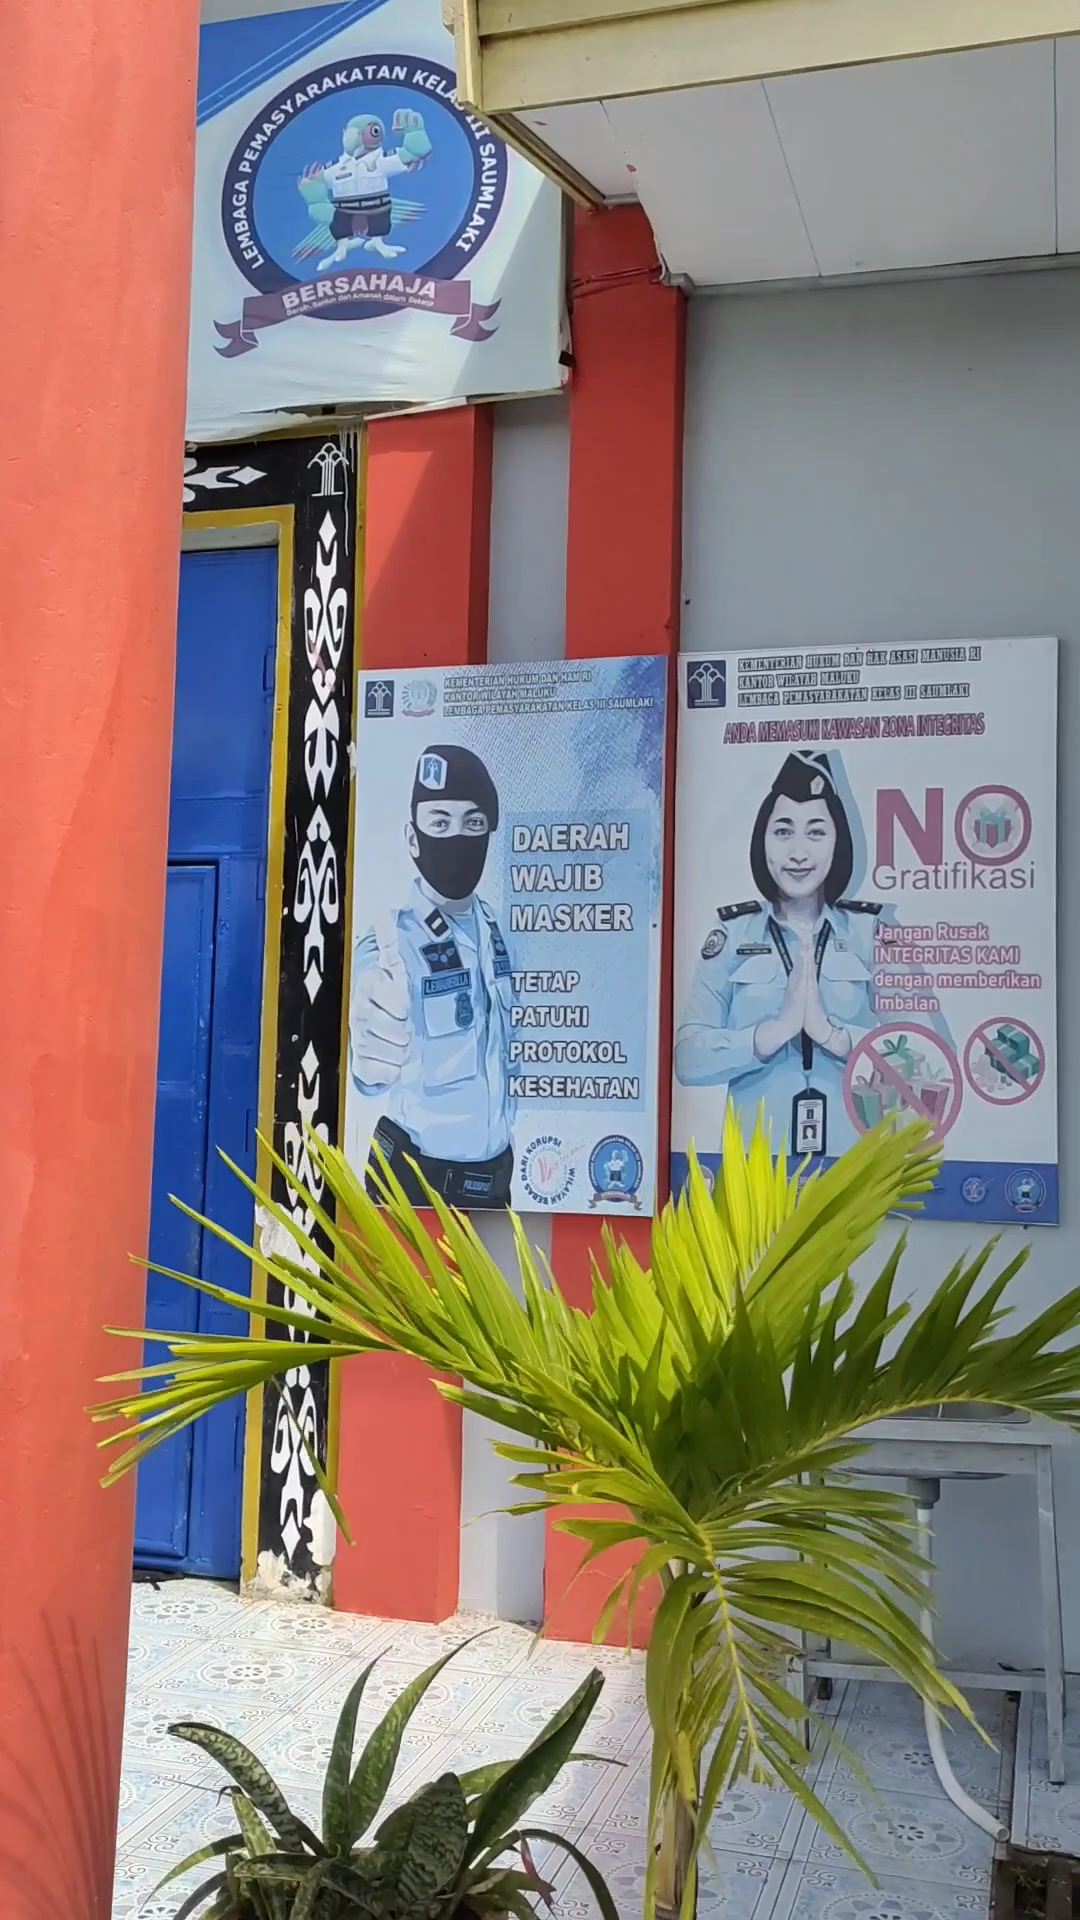 LEMBAGA PEMASYARAKATAN KELAS III SAUMLAKI
BERSAHAJA
Bersih, Santun dan Amanah dalam Bekerja
KEMENTERIAN HUKUM DAN HAM RI
KANTOR WILAYAH MALUKU
LEMBAGA PEMASYARAKATAN KELAS III SAUMLAKI
DAERAH
WAJIB
MASKER
TETAP
PATUHI
PROTOKOL
KESEHATAN
WILAYAH BEBAS DARI KORUPSI
KEMENTERIAN HUKUM DAN HAK ASASI MANUSIA RI
KANTOR WILAYAH MALUKU
LEMBAGA PEMASYARAKATAN KELAS III SAUMLAKI
ANDA MEMASUKI KAWASAN ZONA INTEGRITAS
NO
Gratifikasi
Jangan Rusak
INTEGRITAS KAMI
dengan memberikan
Imbalan